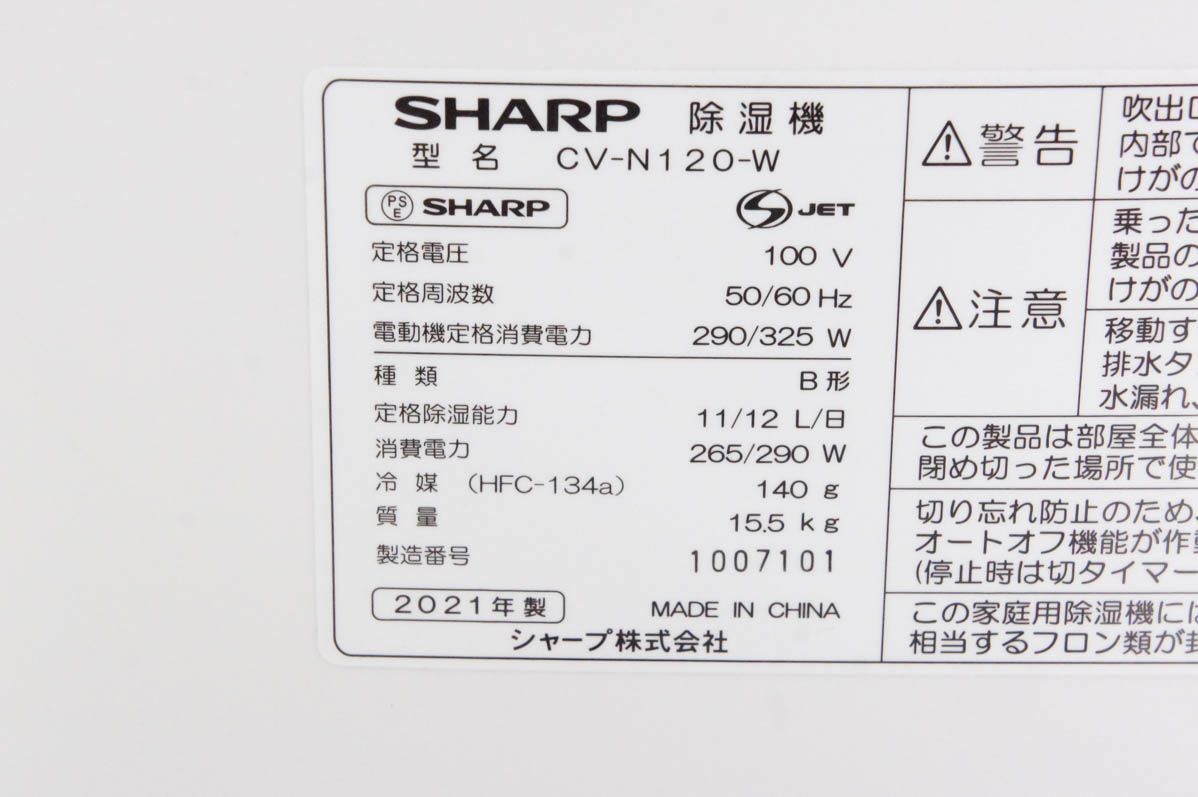 SHARP 除湿機
型名 CV-N120-W
PS E SHARP JET
定格電圧 100 V
定格周波数 50/60 Hz
電動機定格消費電力 290/325 W
種類 B形
定格除湿能力 11/12 L/日
消費電力 265/290 W
冷媒 (HFC-134a) 140 g
質量 15.5 kg
製造番号 1007101
2021年製 MADE IN CHINA
シャープ株式会社
警告
吹出口
内部で
けがの
注意
乗った
製品の
けがの
移動す
排水タ
水漏れ、
この製品は部屋全体
閉め切った場所で使
切り忘れ防止のため、
オートオフ機能が作動
(停止時は切タイマー
この家庭用除湿機には
相当するフロン類が封